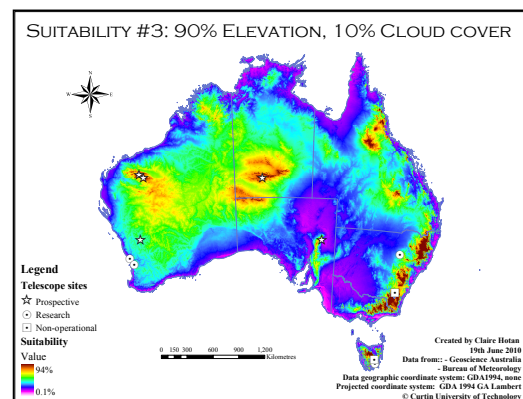 SUITABILITY #3: 90% ELEVATION, 10% CLOUD COVER
N
W E
S
Legend
Telescope sites
Prospective
Research
Non-operational
Suitability
Value
94%
0.1%
0 150 300 600 900 1,200
Kilometres
Created by Claire Hotan
19th June 2010
Data from:: - Geoscience Australia
- Bureau of Meteorology
Data geographic coordinate system: GDA1994, none
Projected coordinate system: GDA 1994 GA Lambert
© Curtin University of Technology